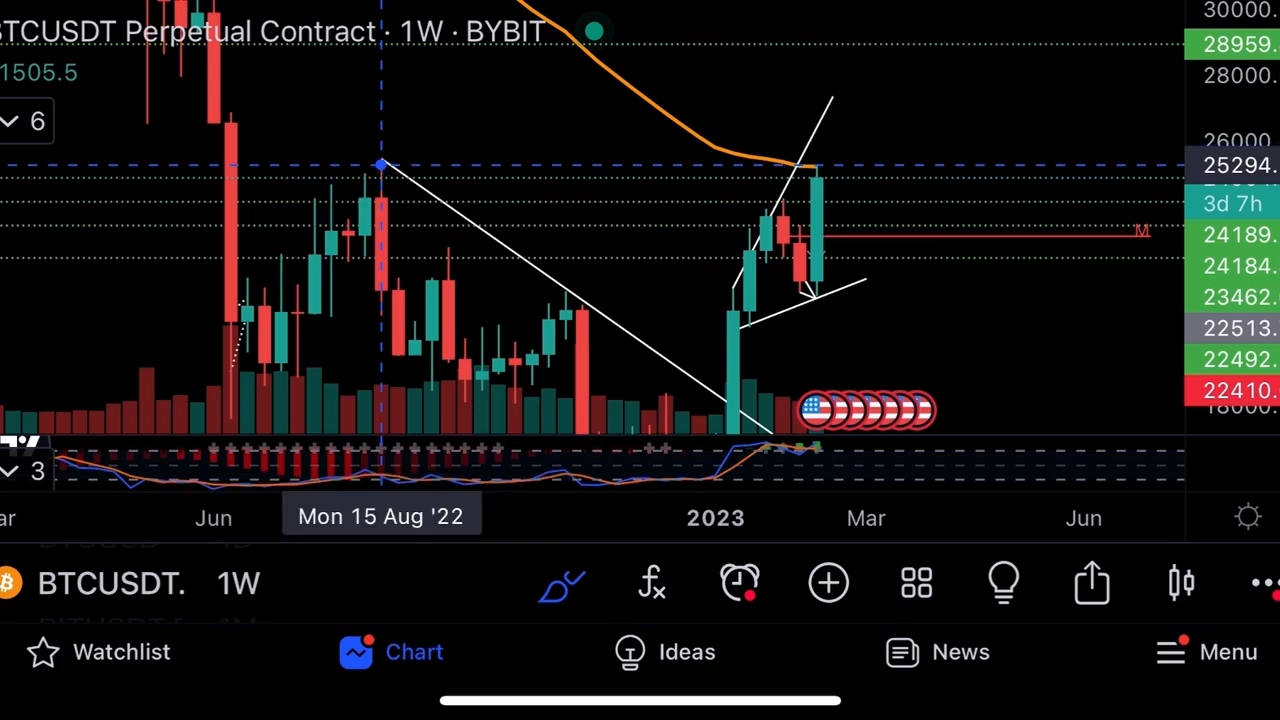 BTCUSDT Perpetual Contract · 1W · BYBIT
1505.5
6
30000.
28959.
28000.
26000.
25294.
3d 7h
24189.
24184.
23462.
22513.
22492.
22410.
18000.
M
3
Jun
Mon 15 Aug '22
2023
Mar
Jun
BTCUSDT. 1W
Watchlist
Chart
Ideas
News
Menu